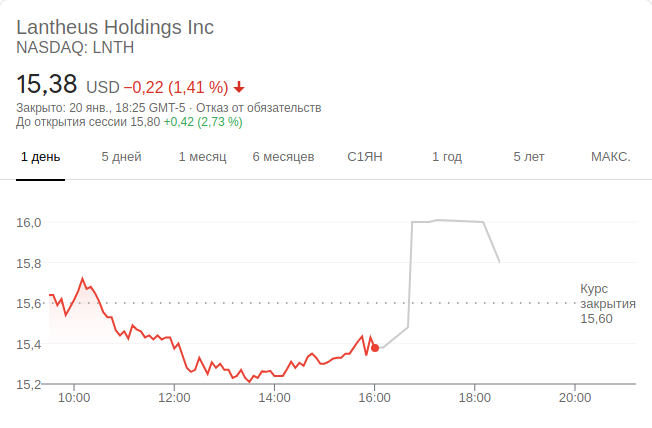 Lantheus Holdings Inc
NASDAQ: LNTH
15,38 USD −0,22 (1,41 %)
Закрыто: 20 янв., 18:25 GMT-5 · Отказ от обязательств
До открытия сессии 15,80 +0,42 (2,73 %)
1 день 5 дней 1 месяц 6 месяцев С1ЯН 1 год 5 лет МАКС.
16,0
15,8
15,6
15,4
15,2
Курс
закрытия
15,60
10:00 12:00 14:00 16:00 18:00 20:00